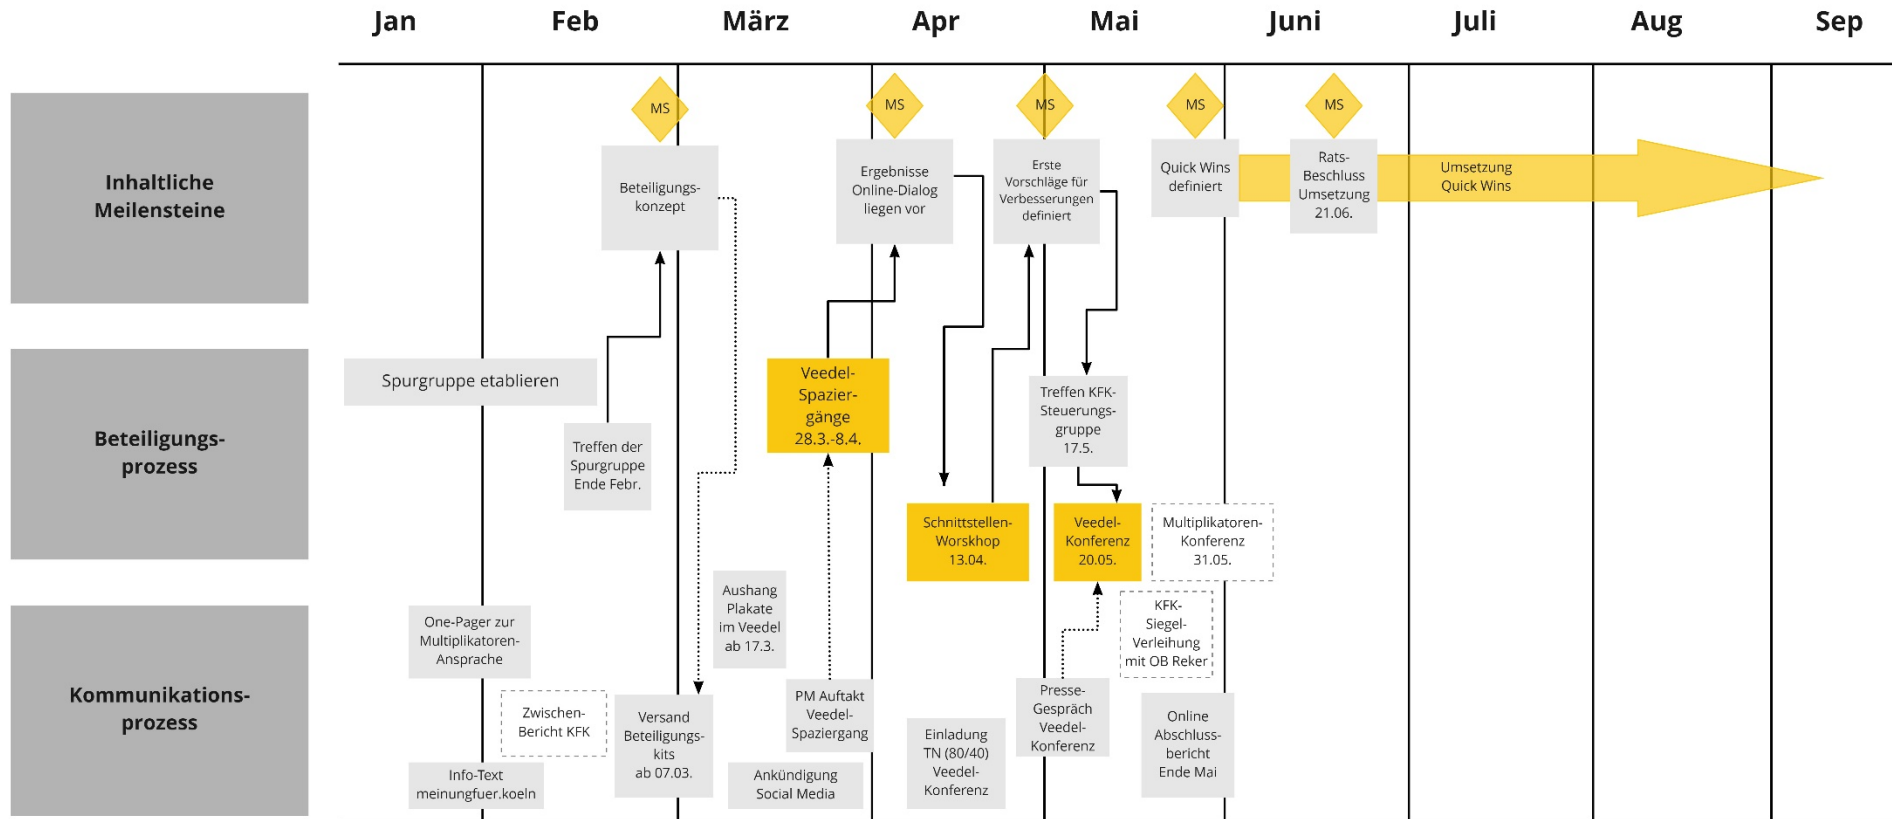 Jan
Feb
März
Apr
Mai
Juni
Juli
Aug
Sep
Inhaltliche
Meilensteine
MS
Beteiligungs-
konzept
MS
Ergebnisse
Online-Dialog
liegen vor
MS
Erste
Vorschläge für
Verbesserungen
definiert
MS
Quick Wins
definiert
MS
Rats-
Beschluss
Umsetzung
21.06.
Umsetzung
Quick Wins
Beteiligungs-
prozess
Spurgruppe etablieren
Treffen der
Spurgruppe
Ende Febr.
Veedel-
Spazier-
gänge
28.3.-8.4.
Schnittstellen-
Worskhop
13.04.
Treffen KFK-
Steuerungs-
gruppe
17.5.
Veedel-
Konferenz
20.05.
Multiplikatoren-
Konferenz
31.05.
Kommunikations-
prozess
One-Pager zur
Multiplikatoren-
Ansprache
Info-Text
meinungfuer.koeln
Zwischen-
Bericht KFK
Versand
Beteiligungs-
kits
ab 07.03.
Aushang
Plakate
im Veedel
ab 17.3.
PM Auftakt
Veedel-
Spaziergang
Ankündigung
Social Media
Einladung
TN (80/40)
Veedel-
Konferenz
Presse-
Gespräch
Veedel-
Konferenz
KFK-
Siegel-
Verleihung
mit OB Reker
Online
Abschluss-
bericht
Ende Mai